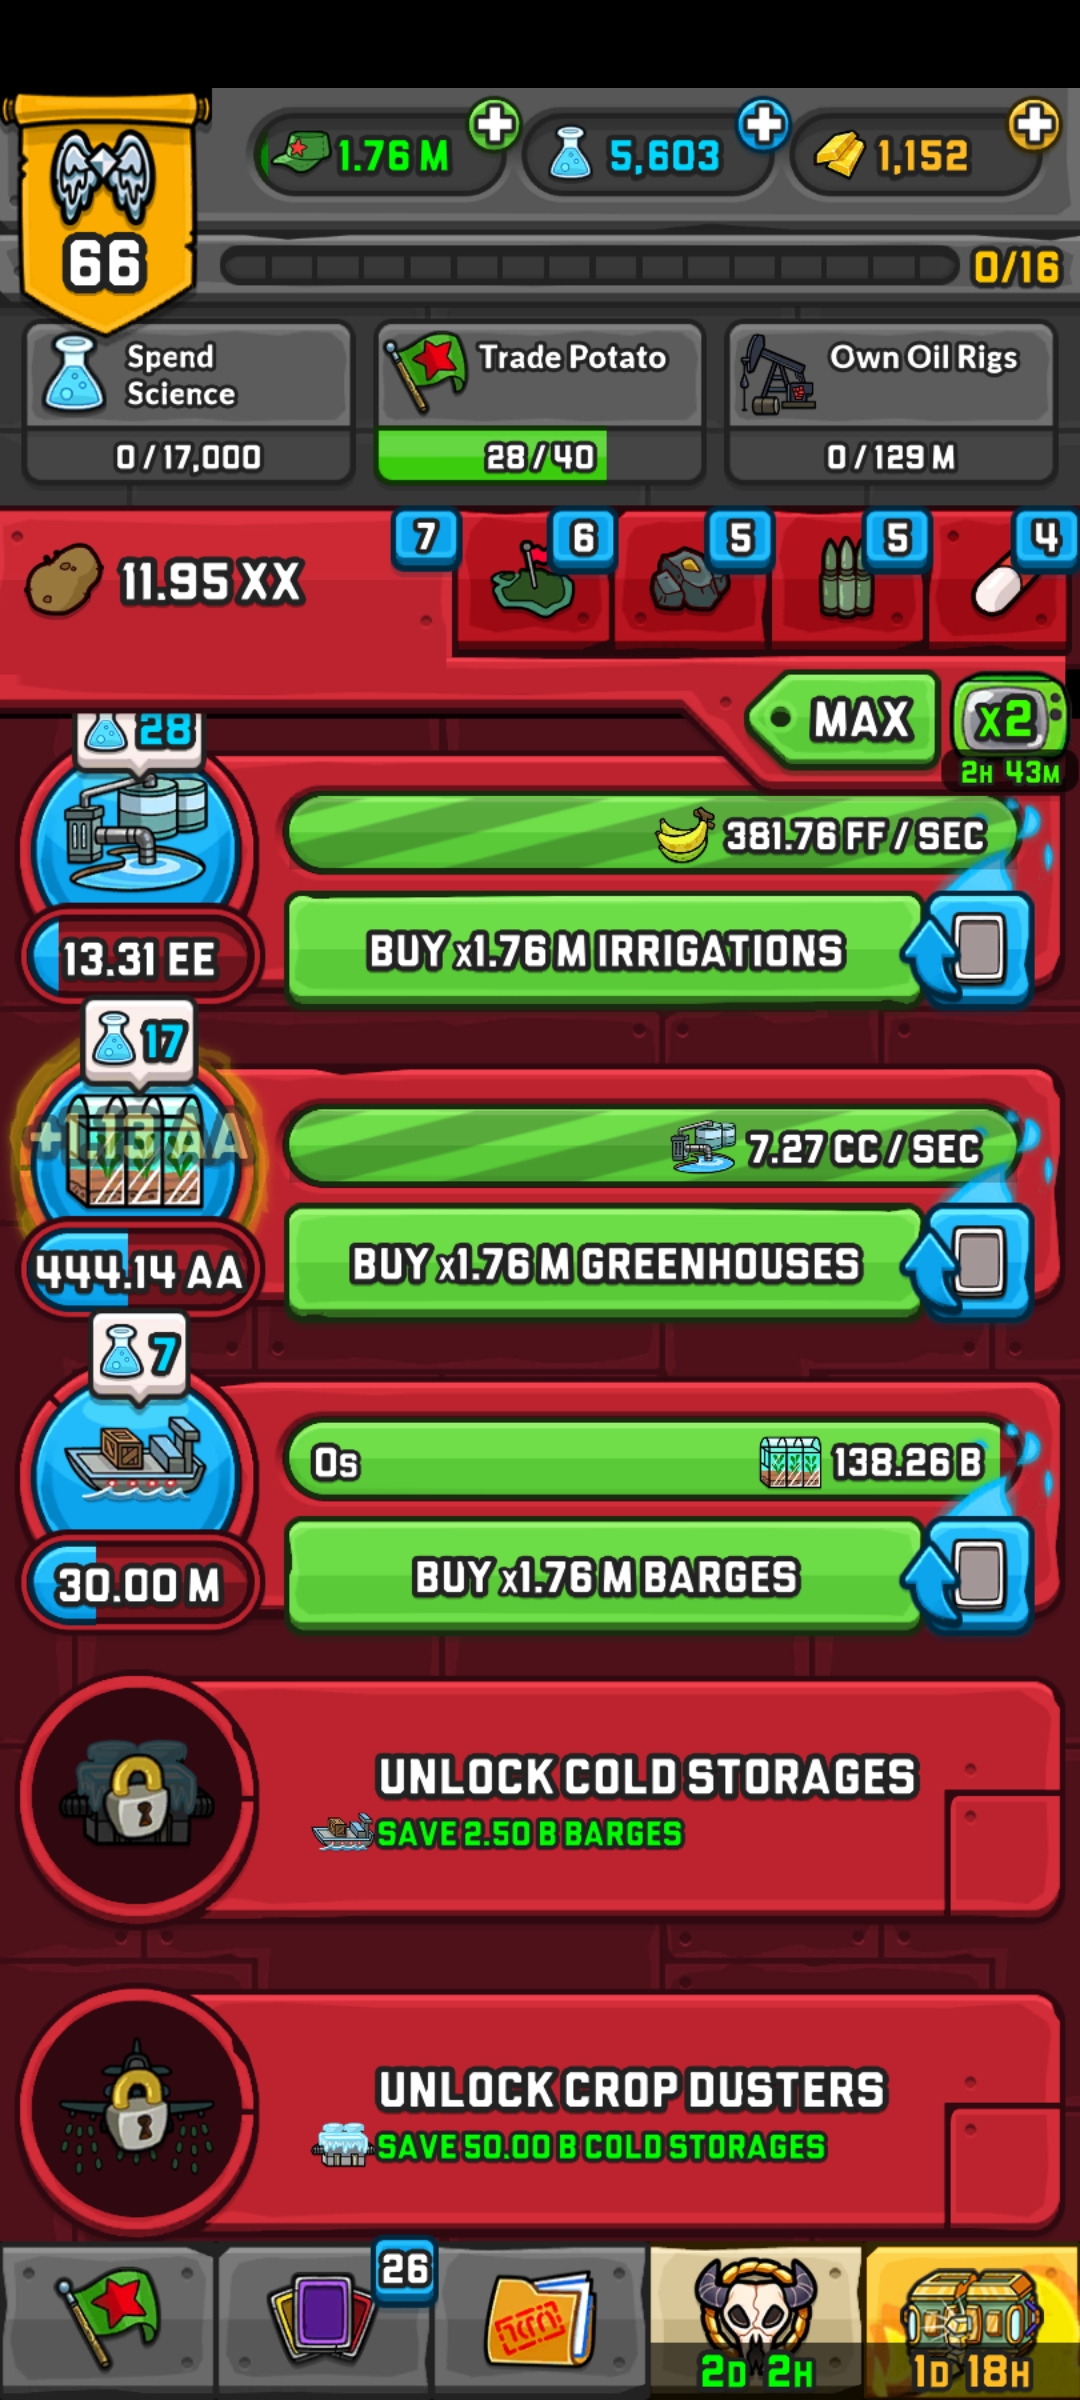 1.76 M
5,603
1,152
66
0/16
Spend
Science
0 / 17,000
Trade Potato
28 / 40
Own Oil Rigs
0 / 129 M
11.95 XX
7
6
5
5
4
MAX
X2
2H 43M
28
381.76 FF / SEC
13.31 EE
BUY x1.76 M IRRIGATIONS
17
+1.13 AA
7.27 CC / SEC
444.14 AA
BUY x1.76 M GREENHOUSES
7
0s
138.26 B
30.00 M
BUY x1.76 M BARGES
UNLOCK COLD STORAGES
SAVE 2.50 B BARGES
UNLOCK CROP DUSTERS
SAVE 50.00 B COLD STORAGES
26
2D 2H
1D 18H